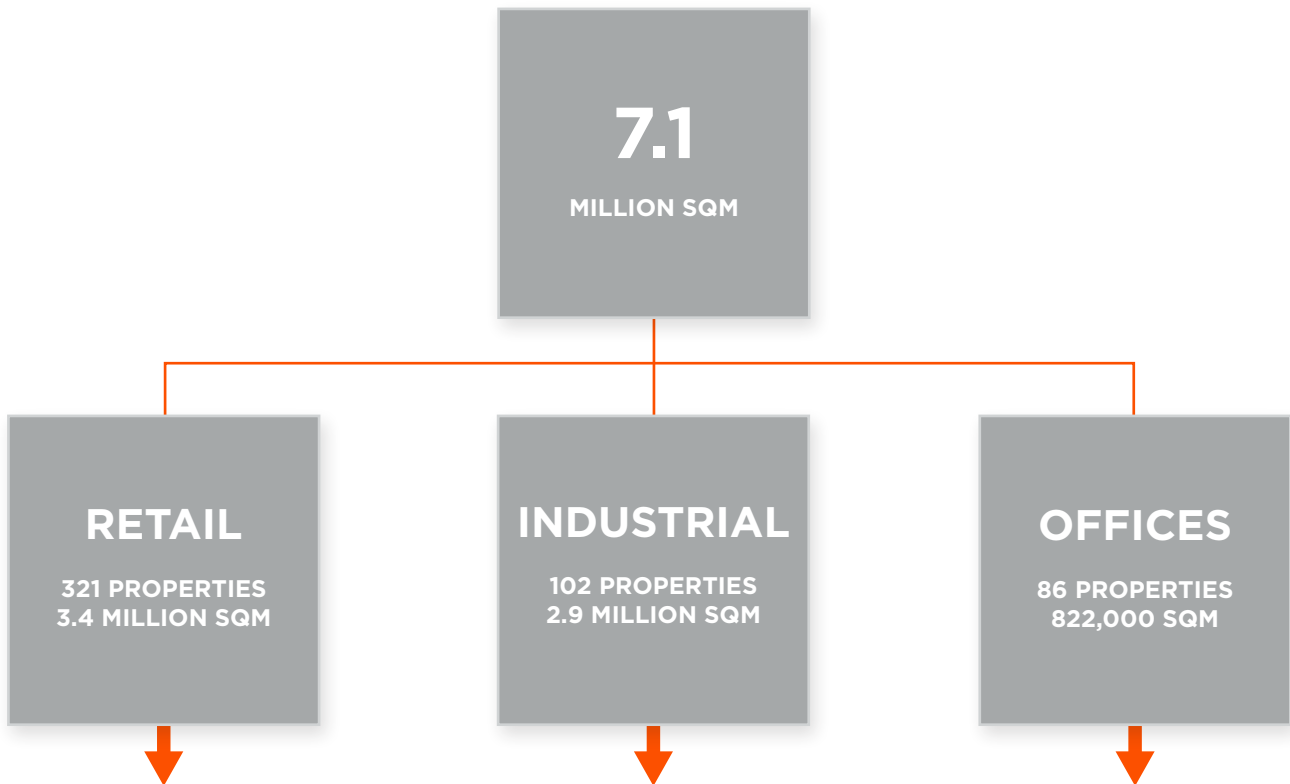 7.1
MILLION SQM
RETAIL
321 PROPERTIES
3.4 MILLION SQM
INDUSTRIAL
102 PROPERTIES
2.9 MILLION SQM
OFFICES
86 PROPERTIES
822,000 SQM